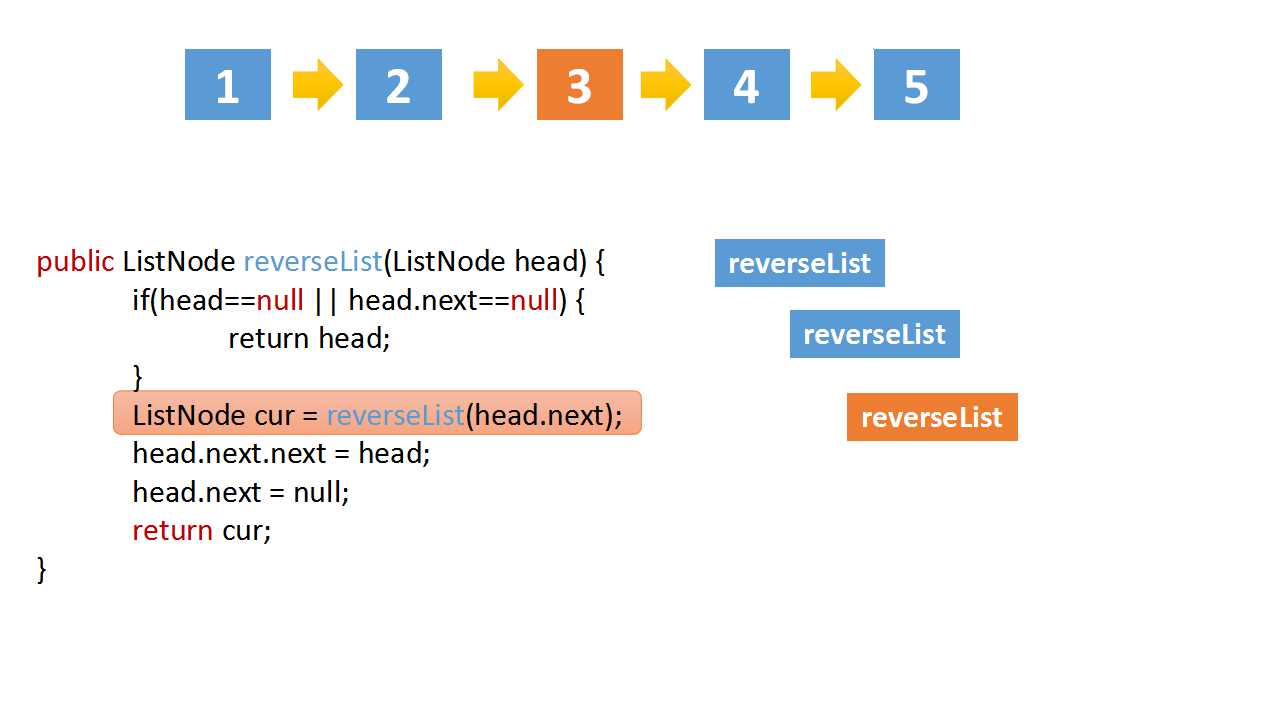 1 2 3 4 5
public ListNode reverseList(ListNode head) {
if(head==null || head.next==null) {
return head;
}
ListNode cur = reverseList(head.next);
head.next.next = head;
head.next = null;
return cur;
}
reverseList
reverseList
reverseList